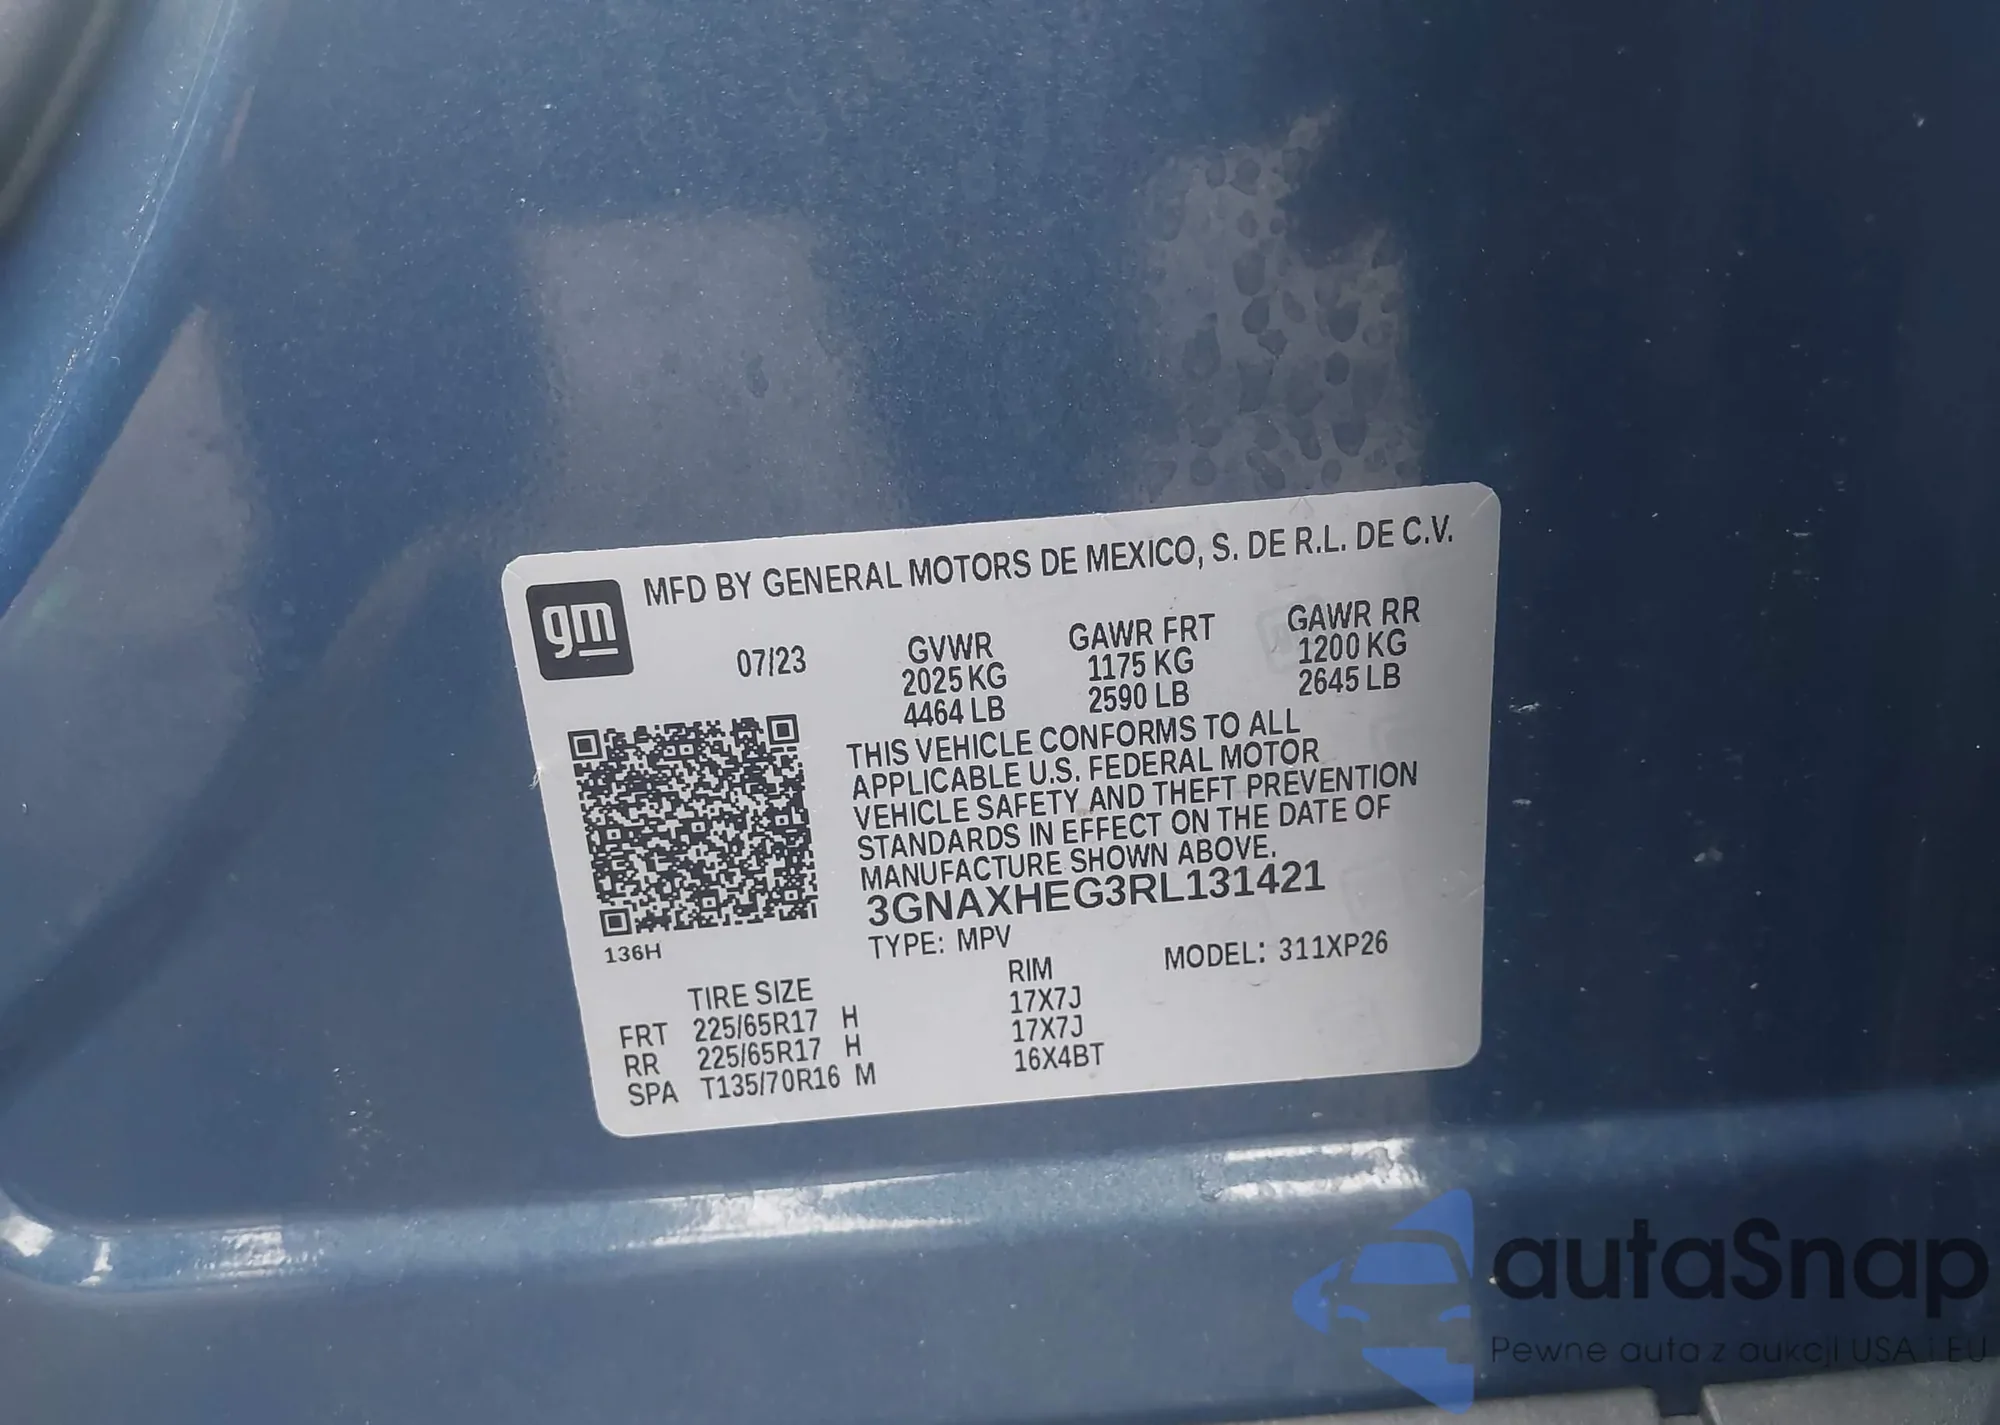 MFD BY GENERAL MOTORS DE MEXICO, S. DE R.L. DE C.V.
gm
07/23
GVWR
2025 KG
4464 LB
GAWR FRT
1175 KG
2590 LB
GAWR RR
1200 KG
2645 LB
THIS VEHICLE CONFORMS TO ALL
APPLICABLE U.S. FEDERAL MOTOR
VEHICLE SAFETY AND THEFT PREVENTION
STANDARDS IN EFFECT ON THE DATE OF
MANUFACTURE SHOWN ABOVE.
3GNAXHEG3RL131421
136H
TYPE: MPV
MODEL: 311XP26
TIRE SIZE RIM
FRT 225/65R17 H 17X7J
RR 225/65R17 H 17X7J
SPA T135/70R16 M 16X4BT
autaSnap
Pewne auta z aukcji USA i EU